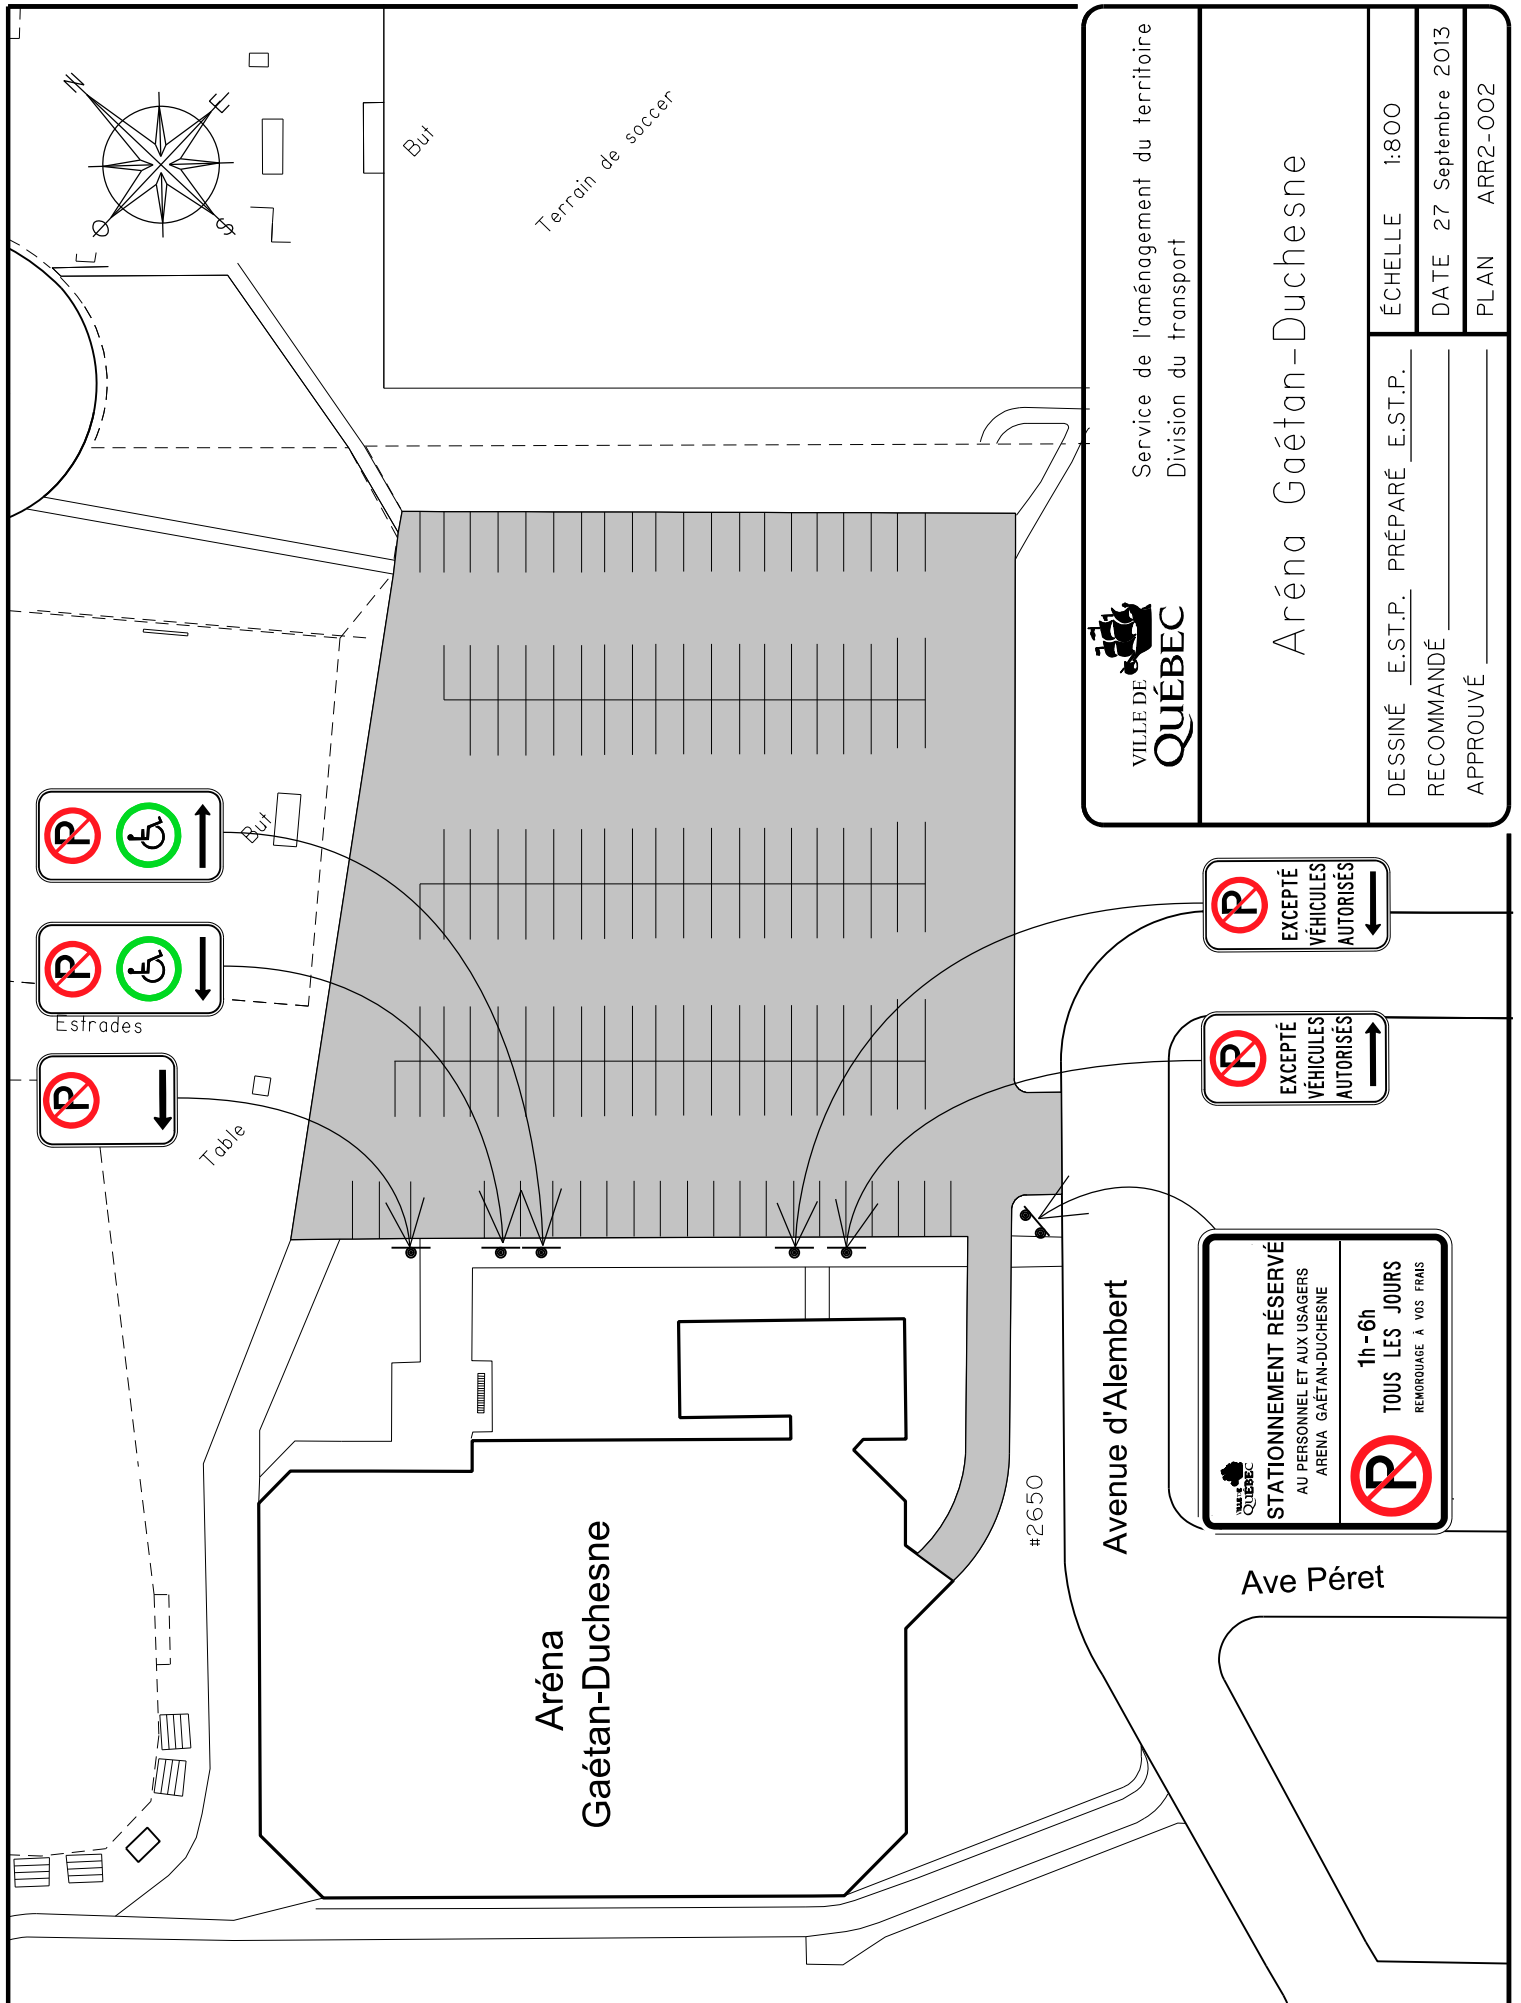 N
E
S
O
But
Terrain de soccer
But
Estrades
Table
P
P
P
P
EXCEPTÉ
VÉHICULES
AUTORISÉS
P
EXCEPTÉ
VÉHICULES
AUTORISÉS
VILLE DE
QUÉBEC
STATIONNEMENT RÉSERVÉ
AU PERSONNEL ET AUX USAGERS
ARENA GAÉTAN-DUCHESNE
P
1h-6h
TOUS LES JOURS
REMORQUAGE À VOS FRAIS
Aréna
Gaétan-Duchesne
#2650
Avenue d'Alembert
Ave Péret
VILLE DE
QUÉBEC
Service de l'aménagement du territoire
Division du transport
Aréna Gaétan-Duchesne
DESSINÉ E.ST.P. PRÉPARÉ E.ST.P.
RECOMMANDÉ
APPROUVÉ
ÉCHELLE 1:800
DATE 27 Septembre 2013
PLAN ARR2-002